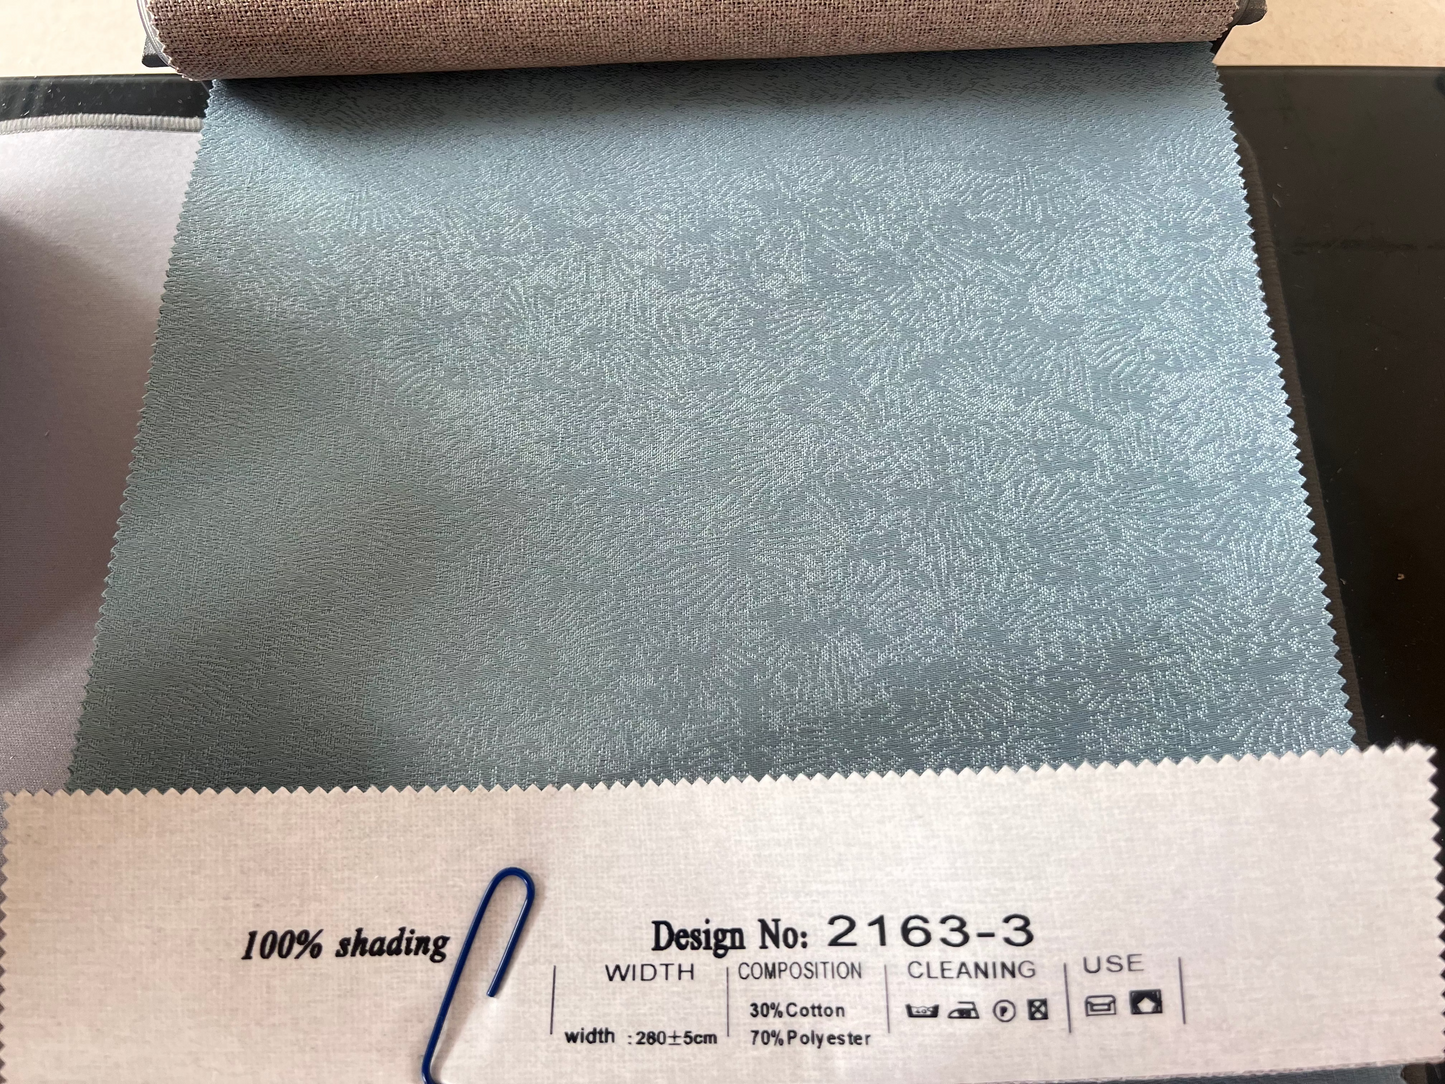 100% shading
Design No: 2163-3
WIDTH COMPOSITION CLEANING USE
30%Cotton
width :280±5cm 70%Polyester